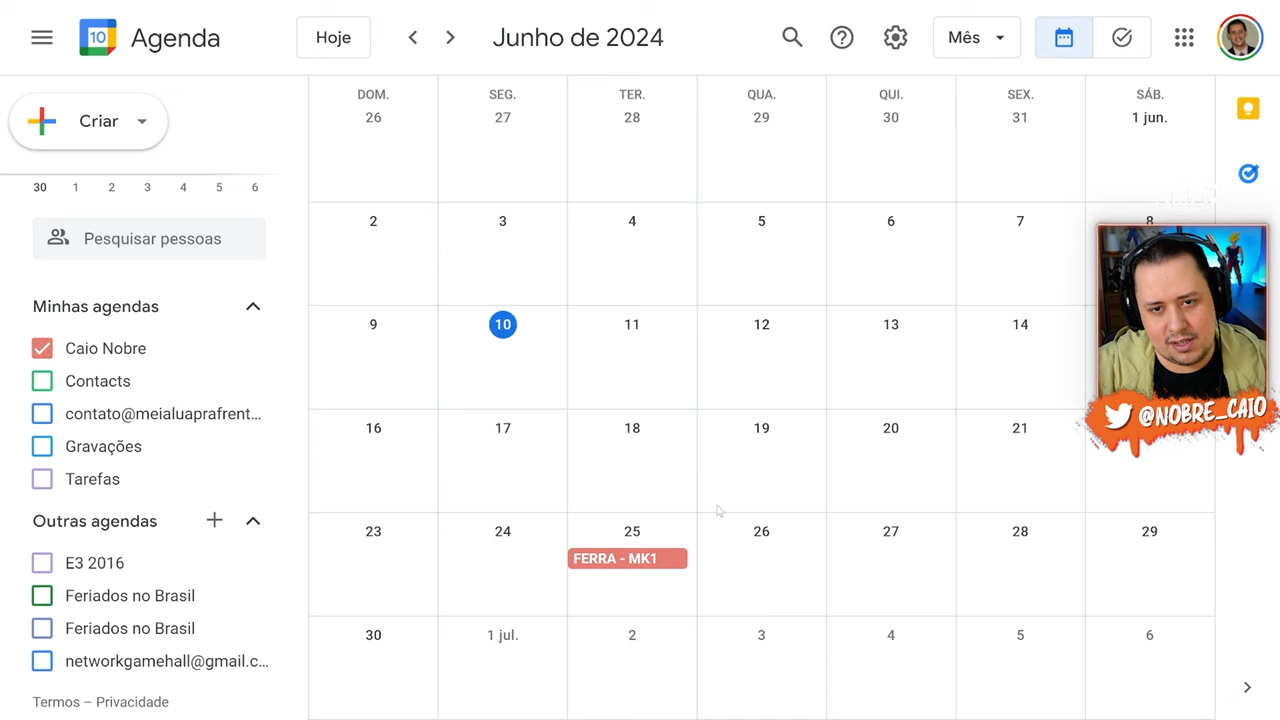 10 Agenda
Hoje
Junho de 2024
Mês
Criar
30 1 2 3 4 5 6
Pesquisar pessoas
Minhas agendas
Caio Nobre
Contacts
contato@meialuaprafrent...
Gravações
Tarefas
Outras agendas
E3 2016
Feriados no Brasil
Feriados no Brasil
networkgamehall@gmail.c...
Termos – Privacidade
DOM. SEG. TER. QUA. QUI. SEX. SÁB.
26 27 28 29 30 31 1 jun.
2 3 4 5 6 7 8
9 10 11 12 13 14
16 17 18 19 20 21
23 24 25 26 27 28 29
FERRA - MK1
30 1 jul. 2 3 4 5 6
@NOBRE_CAIO